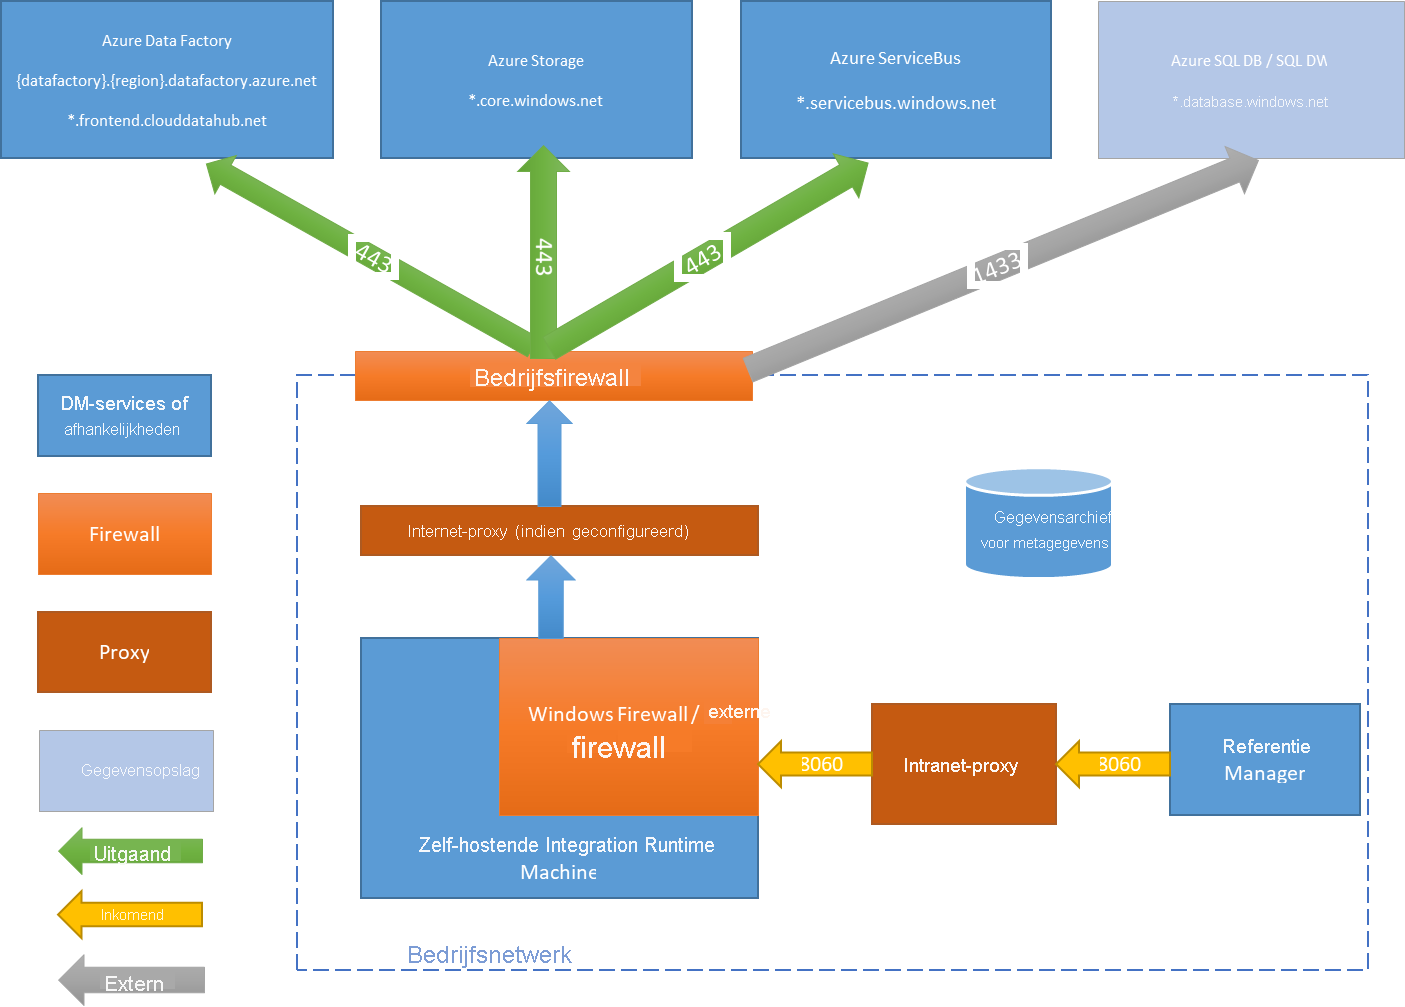 Azure Data Factory
{datafactory}.{region}.datafactory.azure.net
*.frontend.clouddatahub.net
Azure Storage
*.core.windows.net
Azure ServiceBus
*.servicebus.windows.net
Azure SQL DB / SQL DW
*.database.windows.net
443
443
443
1433
Bedrijfsfirewall
DM-services of
afhankelijkheden
Firewall
Proxy
Gegevensopslag
Uitgaand
Inkomend
Extern
Internet-proxy (indien geconfigureerd)
Gegevensarchief
voor metagegevens
Windows Firewall / externe
firewall
8060
Intranet-proxy
8060
Referentie
Manager
Zelf-hostende Integration Runtime
Machine
Bedrijfsnetwerk